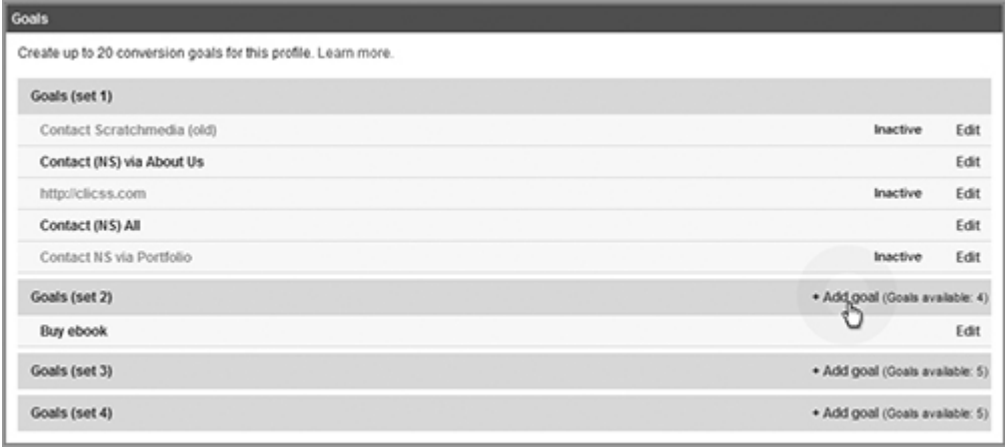 Goals
Create up to 20 conversion goals for this profile. Learn more.
Goals (set 1)
Contact Scratchmedia (old) Inactive Edit
Contact (NS) via About Us Edit
http://clicss.com Inactive Edit
Contact (NS) All Edit
Contact NS via Portfolio Inactive Edit
Goals (set 2) + Add goal (Goals available: 4)
Buy ebook Edit
Goals (set 3) + Add goal (Goals available: 5)
Goals (set 4) + Add goal (Goals available: 5)